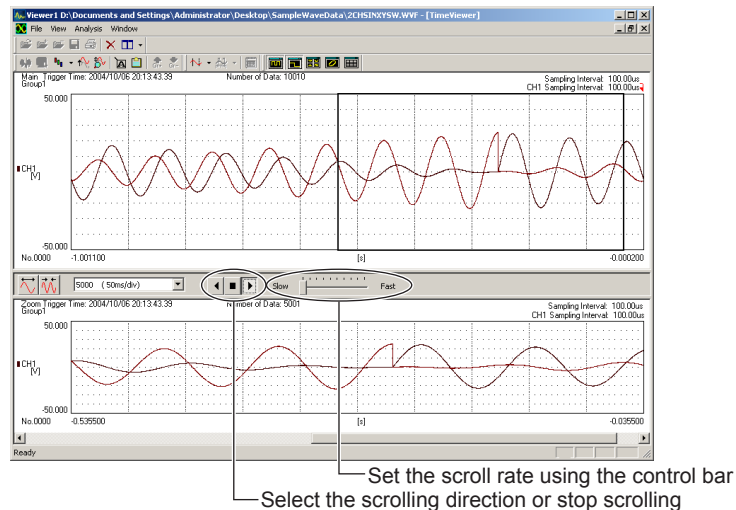 Viewer1 D:\Documents and Settings\Administrator\Desktop\SampleWaveData\2CHSINXYSW.WVF - [TimeViewer]
File View Analysis Window
Main Trigger Time: 2004/10/06 20:13:43.39 Number of Data: 10010 Sampling Interval: 100.00us
Group1 CH1 Sampling Interval: 100.00us
50.000
CH1
[V]
-50.000
No.0000 -1.001100 [s] -0.000200
5000 (50ms/div) Slow Fast
Zoom Trigger Time: 2004/10/06 20:13:43.39 Number of Data: 5001 Sampling Interval: 100.00us
Group1 CH1 Sampling Interval: 100.00us
50.000
CH1
[V]
-50.000
No.0000 -0.535500 [s] -0.035500
Ready
Set the scroll rate using the control bar
Select the scrolling direction or stop scrolling